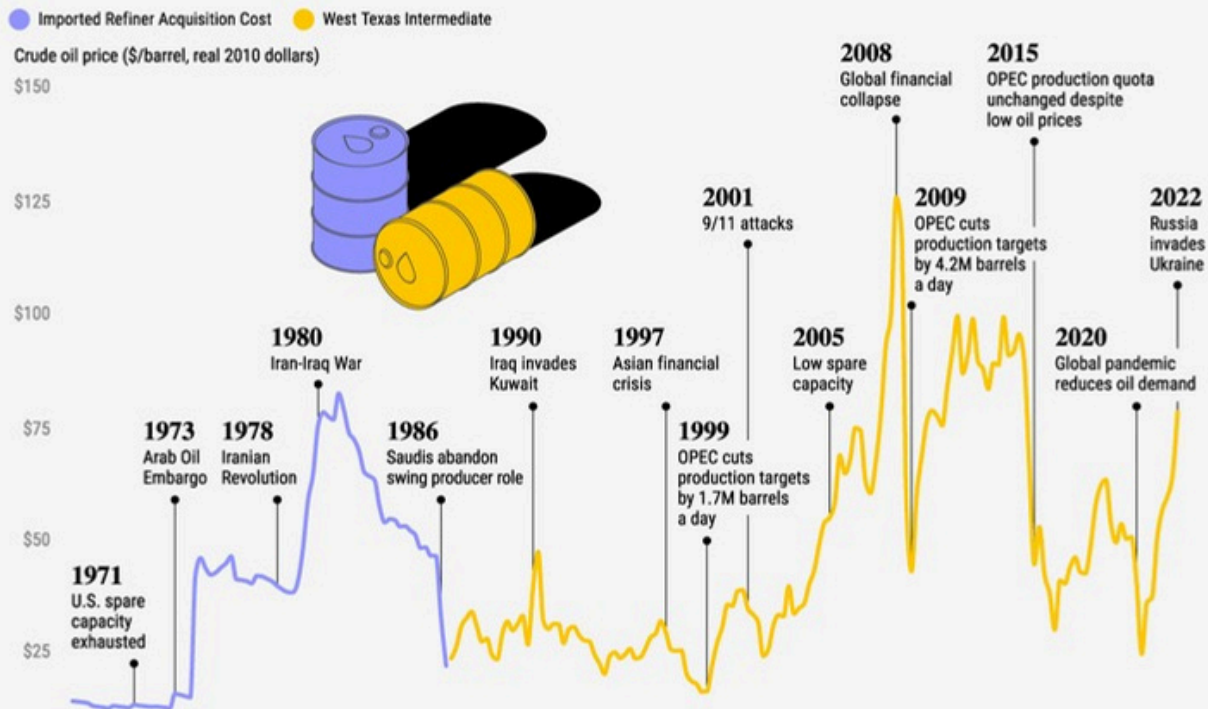 Imported Refiner Acquisition Cost
West Texas Intermediate
Crude oil price ($/barrel, real 2010 dollars)
$150
$125
$100
$75
$50
$25
1971
U.S. spare
capacity
exhausted
1973
Arab Oil
Embargo
1978
Iranian
Revolution
1980
Iran-Iraq War
1986
Saudis abandon
swing producer role
1990
Iraq invades
Kuwait
1997
Asian financial
crisis
1999
OPEC cuts
production targets
by 1.7M barrels
a day
2001
9/11 attacks
2005
Low spare
capacity
2008
Global financial
collapse
2009
OPEC cuts
production targets
by 4.2M barrels
a day
2015
OPEC production quota
unchanged despite
low oil prices
2020
Global pandemic
reduces oil demand
2022
Russia
invades
Ukraine